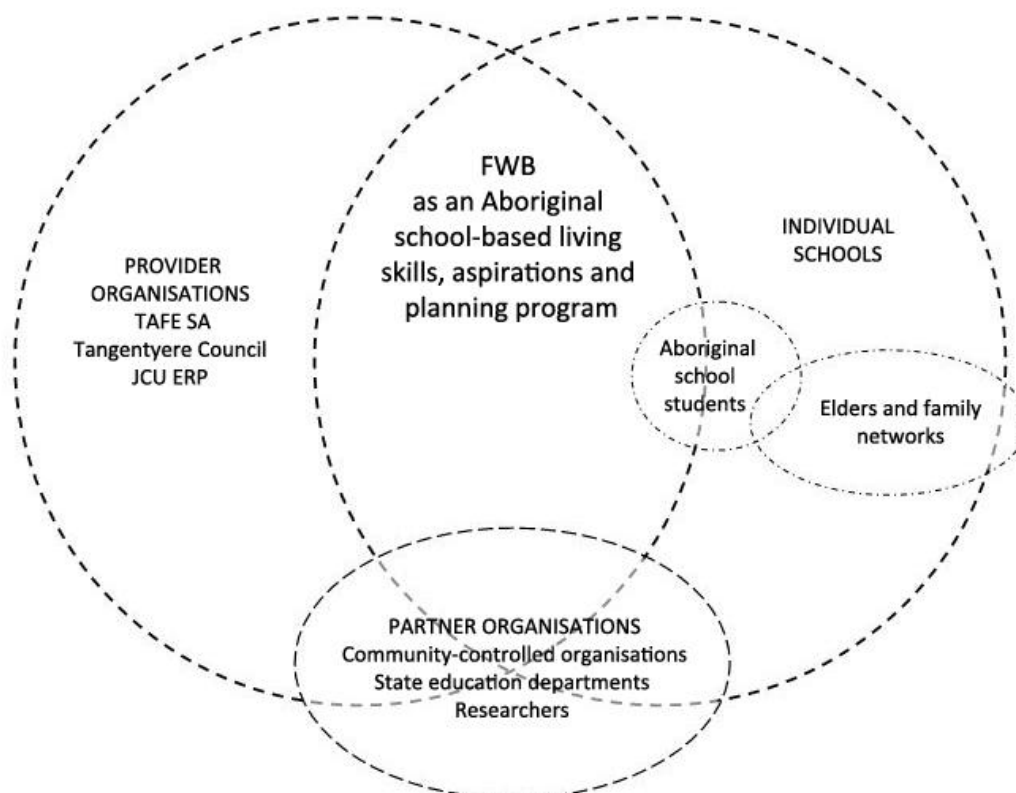 FWB
as an Aboriginal
school-based living
skills, aspirations and
planning program
INDIVIDUAL
SCHOOLS
PROVIDER
ORGANISATIONS
TAFE SA
Tangentyere Council
JCU ERP
Aboriginal
school
students
Elders and family
networks
PARTNER ORGANISATIONS
Community-controlled organisations
State education departments
Researchers